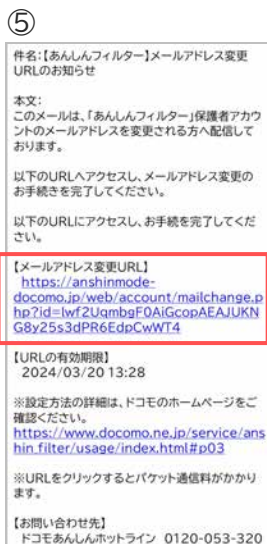 ⑤
件名:【あんしんフィルター】メールアドレス変更
URLのお知らせ
本文:
このメールは、「あんしんフィルター」保護者アカウ
ントのメールアドレスを変更される方へ配信して
おります。
以下のURLへアクセスし、メールアドレス変更の
お手続きを完了してください。
以下のURLにアクセスし、お手続を完了してくだ
さい。
【メールアドレス変更URL】
https://anshinmode-
docomo.jp/web/account/mailchange.p
hp?id=lwf2UqmbgF0AiGcopAEAJUKN
G8y25s3dPR6EdpCwWT4
【URLの有効期限】
2024/03/20 13:28
※設定方法の詳細は、ドコモのホームページをご
確認ください。
https://www.docomo.ne.jp/service/ans
hin_filter/usage/index.html#p03
※URLをクリックするとパケット通信料がかかり
ます。
【お問い合わせ先】
ドコモあんしんホットライン 0120-053-320